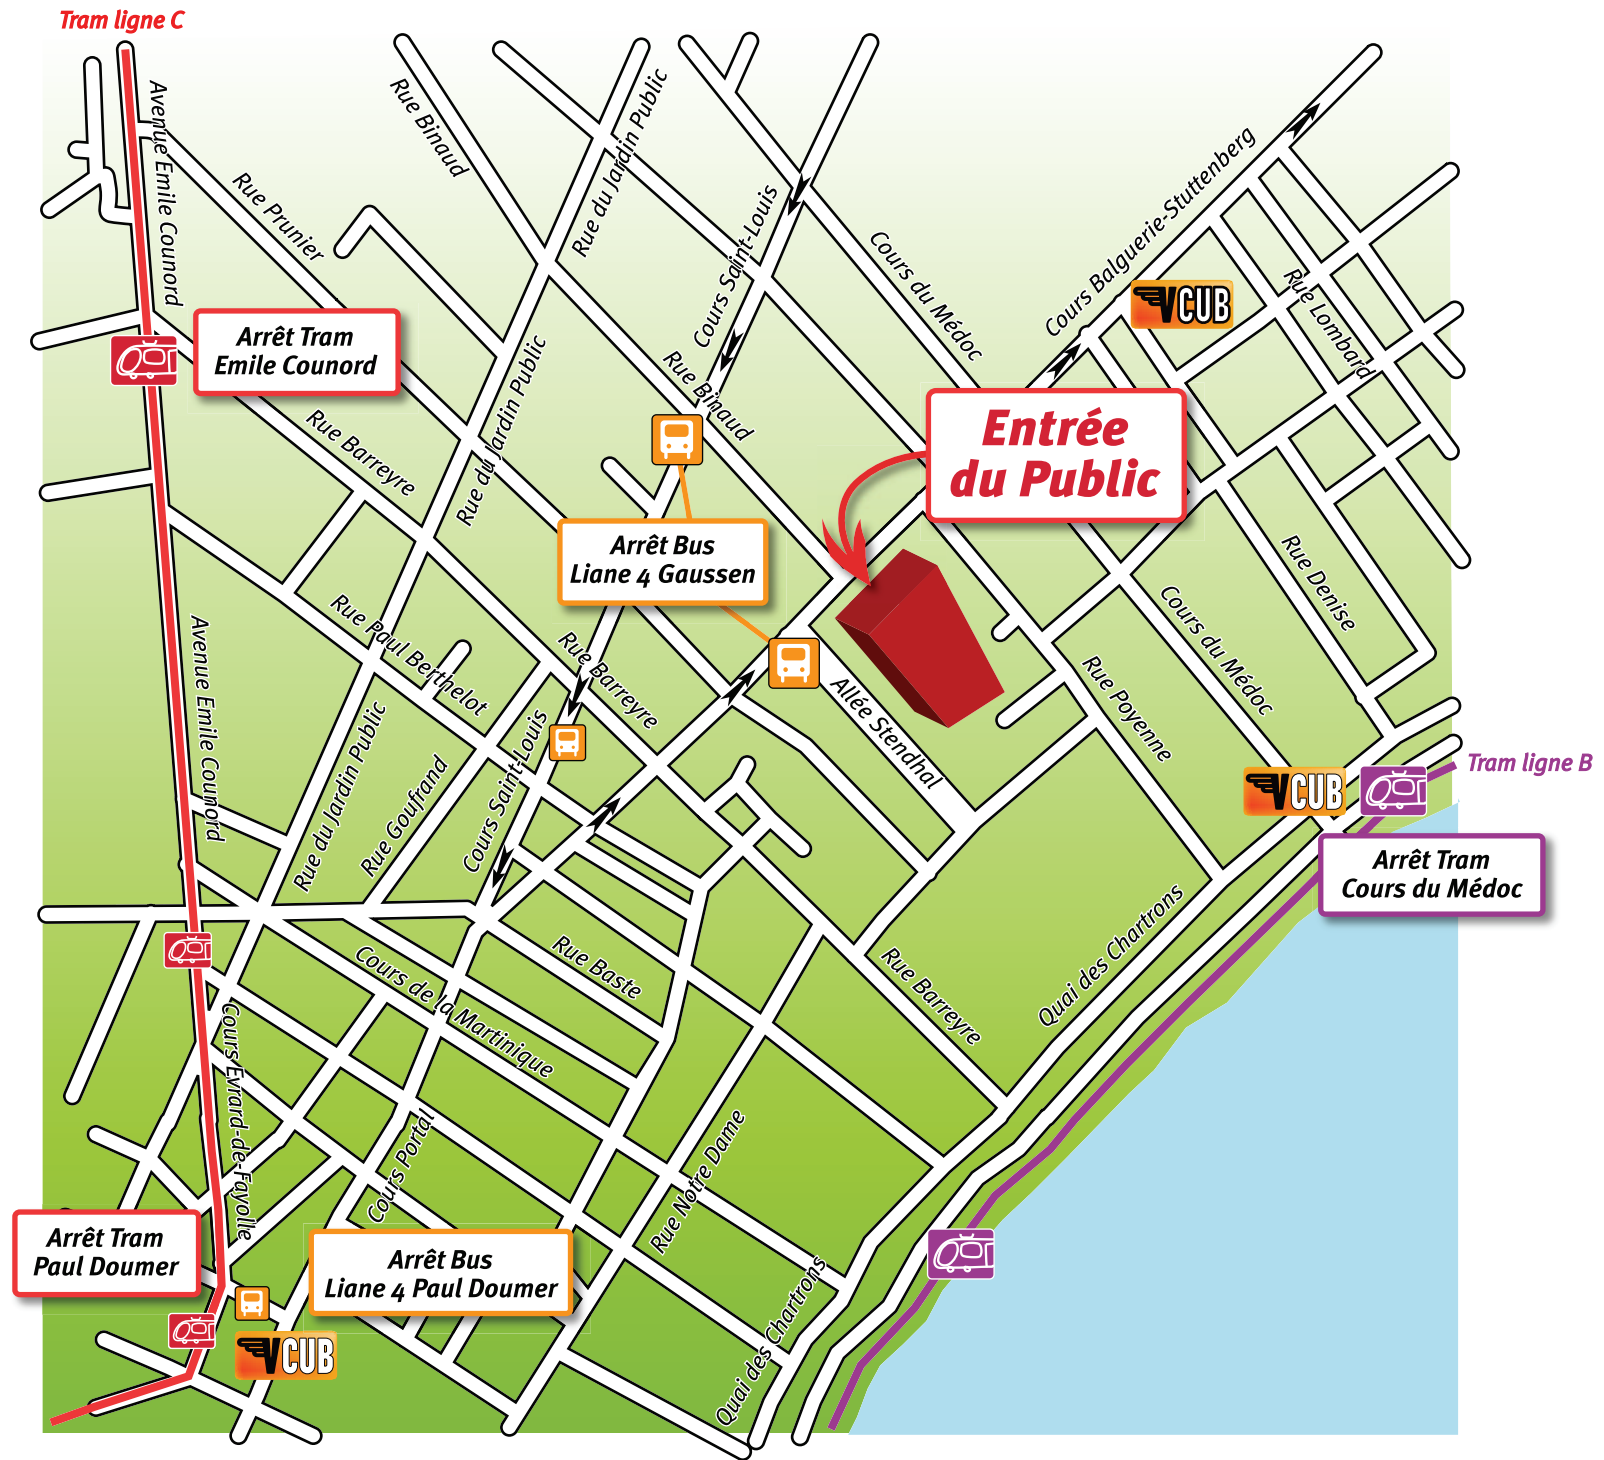 Tram ligne C
Avenue Emile Counord
Rue Binaud
Rue du Jardin Public
Rue Prunier
Cours Saint-Louis
Cours du Médoc
Cours Balguerie-Stuttenberg
VCUB
Rue Lombard
Arrêt Tram
Emile Counord
Rue du Jardin Public
Rue Binaud
Rue Barreyre
Entrée
du Public
Arrêt Bus
Liane 4 Gaussen
Rue Denise
Cours du Médoc
Rue Paul Berthelot
Rue Barreyre
Avenue Emile Counord
Rue Poyenne
Allée Stendhal
Rue du Jardin Public
Rue Goufrand
Cours Saint-Louis
VCUB
Tram ligne B
Arrêt Tram
Cours du Médoc
Quai des Chartrons
Rue Baste
Cours de la Martinique
Rue Barreyre
Cours Evrard-de-Fayolle
Cours Portal
Rue Notre Dame
Arrêt Tram
Paul Doumer
Arrêt Bus
Liane 4 Paul Doumer
Quai des Chartrons
VCUB